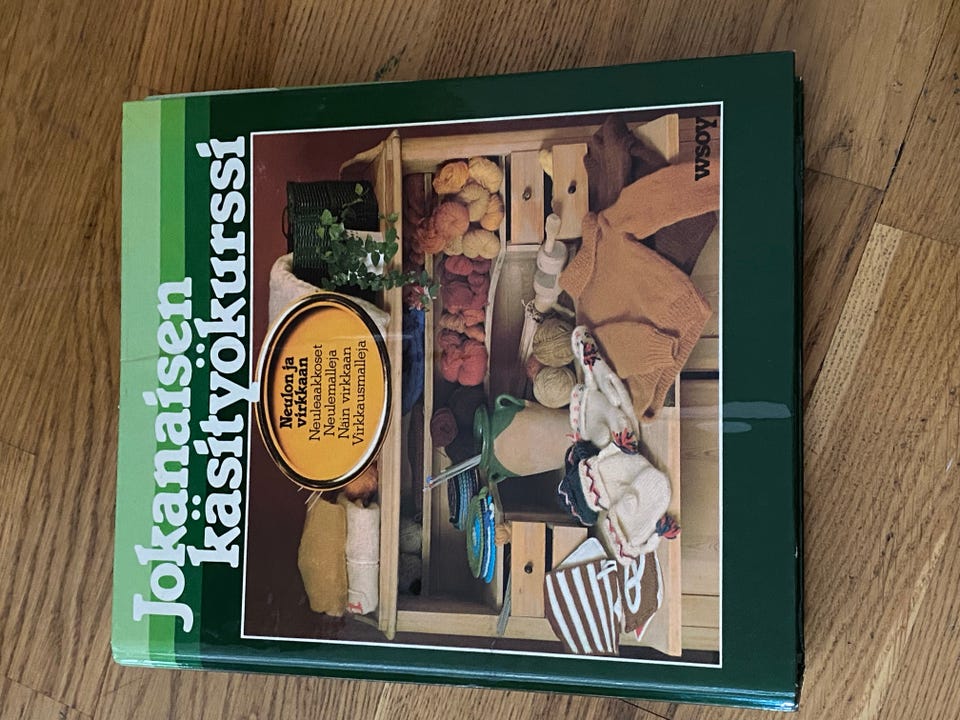 Jokanaisen
käsityökurssi
Neulon ja
virkkaan
Neuleaakkoset
Neulemalleja
Näin virkkaan
Virkkausmalleja
wsoy